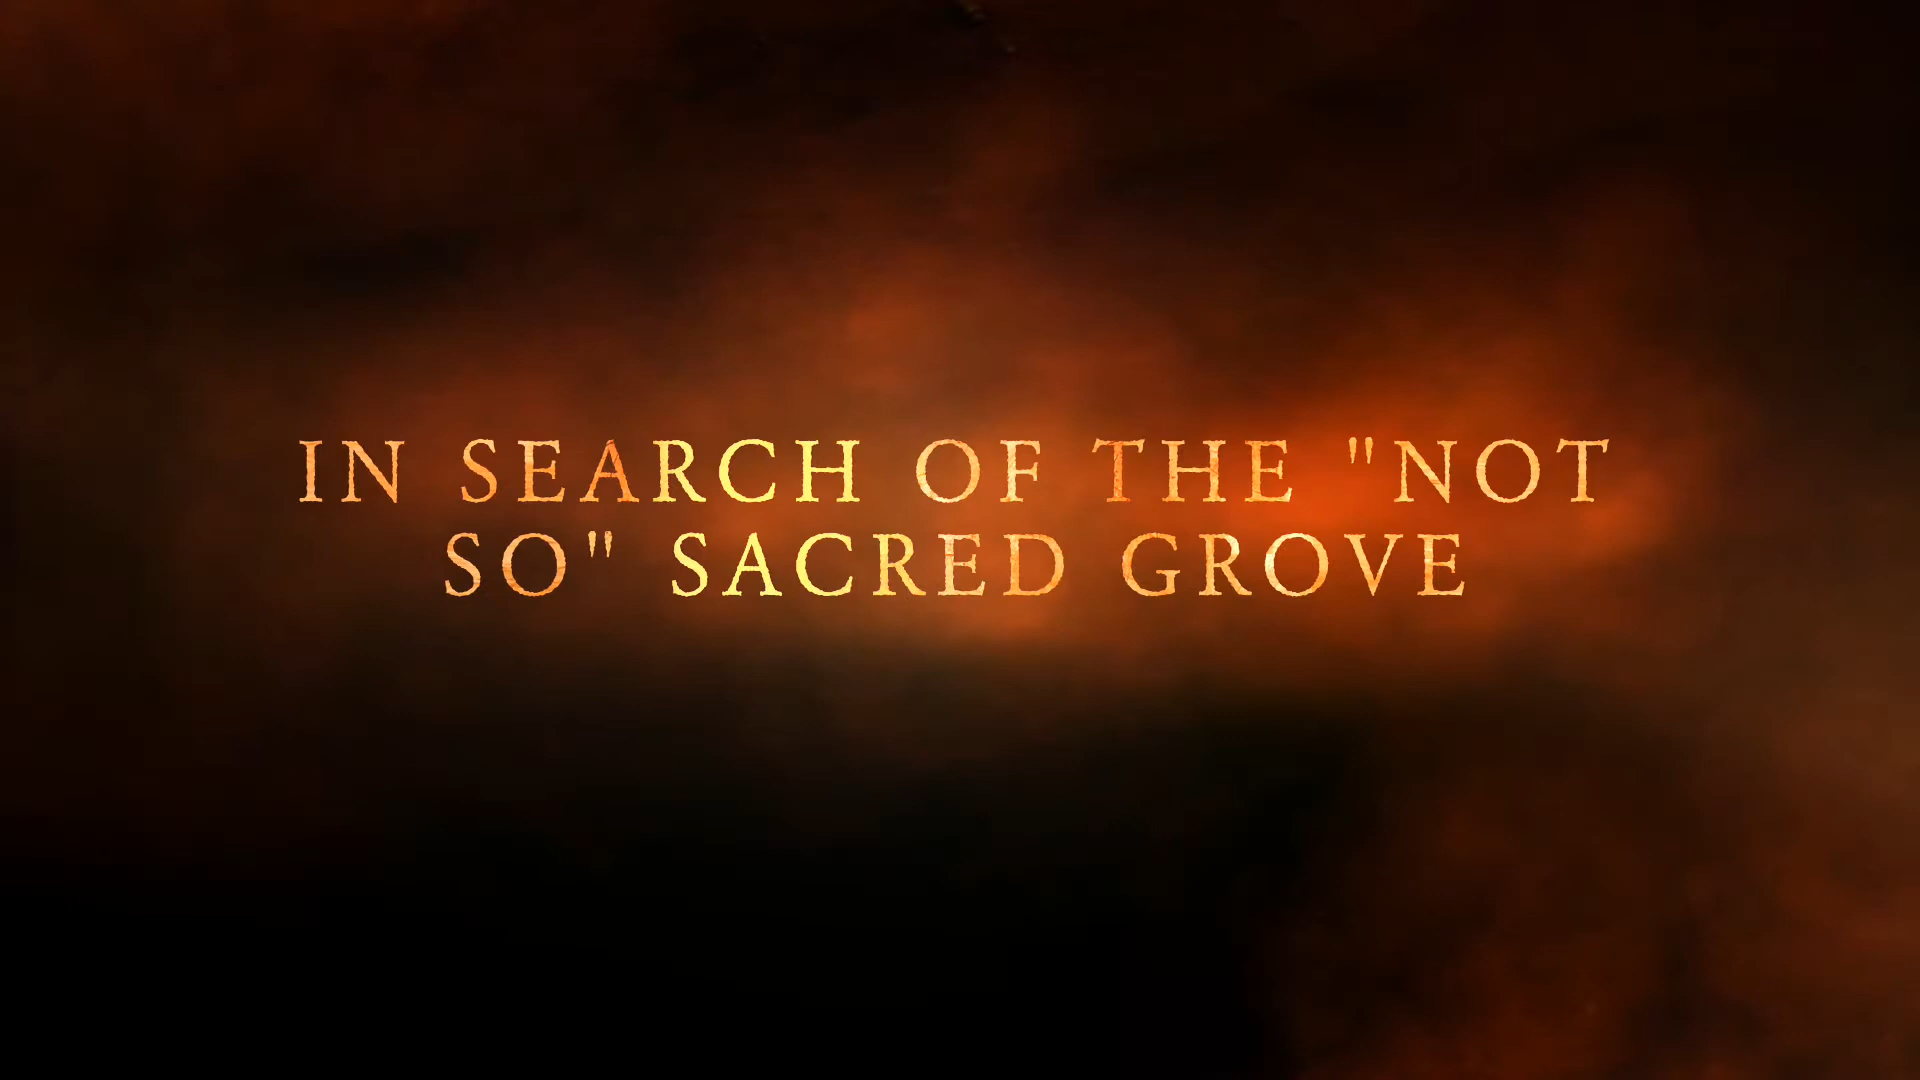 IN SEARCH OF THE "NOT
SO" SACRED GROVE